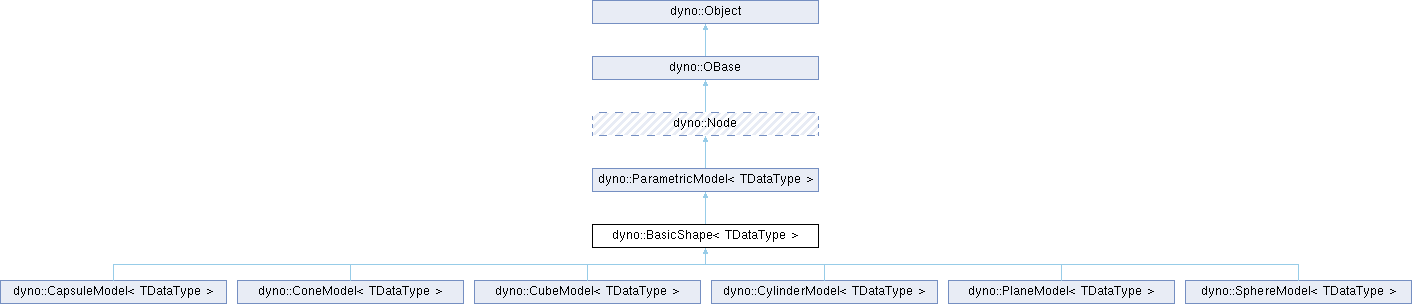 dyno::Object
dyno::OBase
dyno::Node
dyno::ParametricModel< TDataType >
dyno::BasicShape< TDataType >
dyno::CapsuleModel< TDataType >
dyno::ConeModel< TDataType >
dyno::CubeModel< TDataType >
dyno::CylinderModel< TDataType >
dyno::PlaneModel< TDataType >
dyno::SphereModel< TDataType >